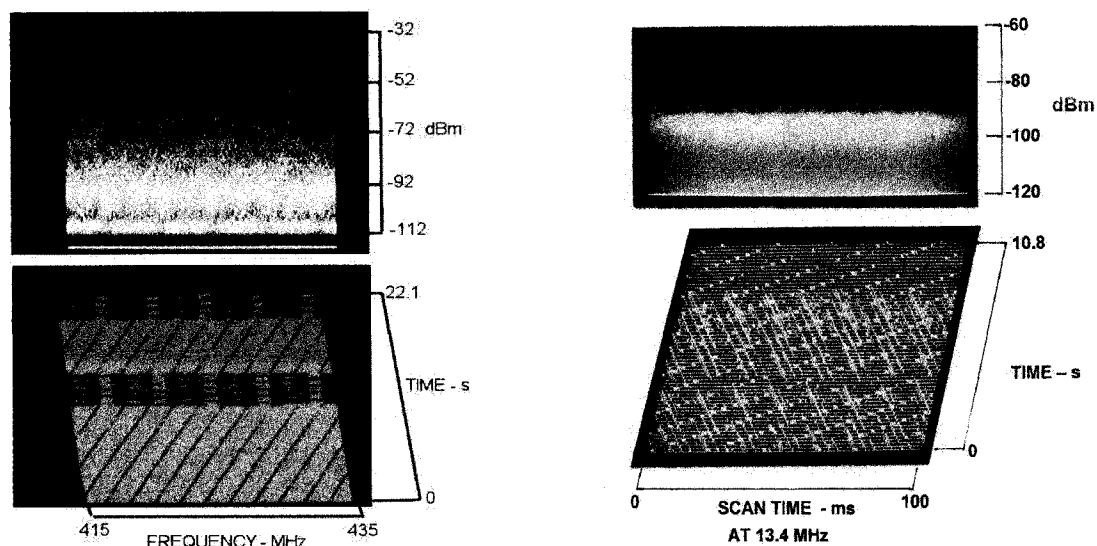 -32
-52
-72 dBm
-92
-112
22.1
TIME - s
0
415 435
FREQUENCY - MHz
-60
-80
dBm
-100
-120
10.8
TIME - s
0
0 100
SCAN TIME - ms
AT 13.4 MHz